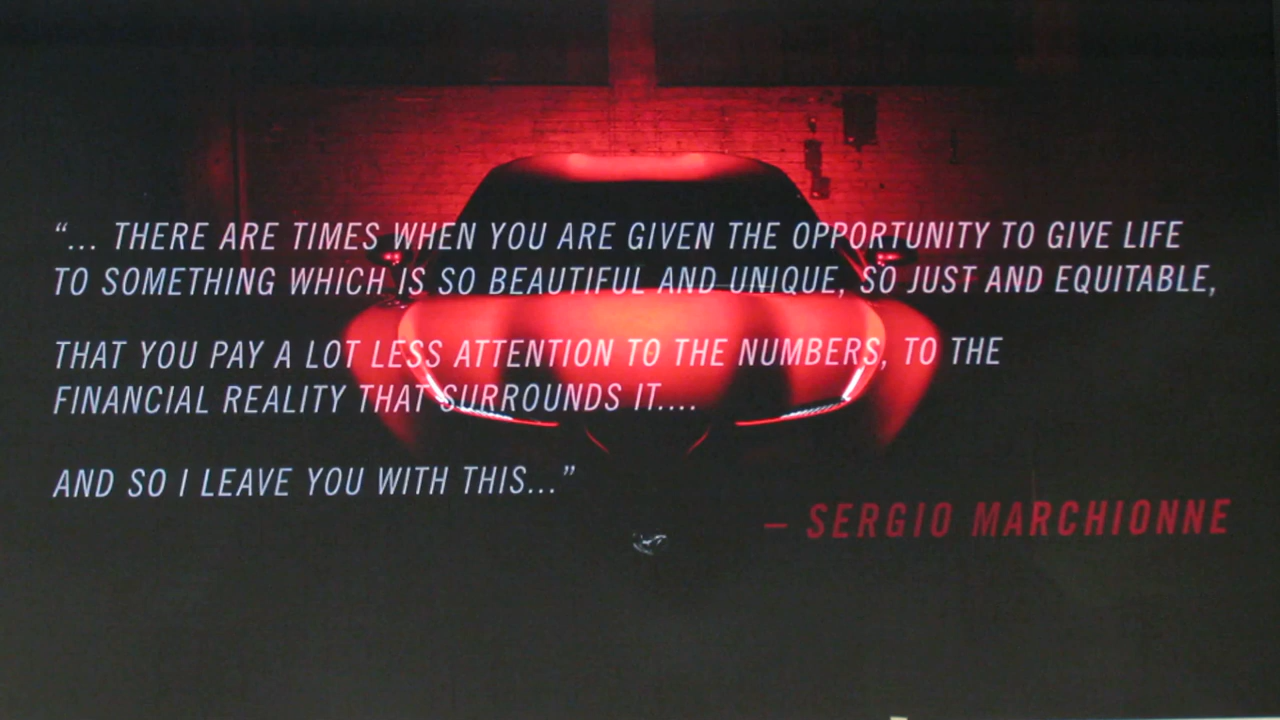 “... THERE ARE TIMES WHEN YOU ARE GIVEN THE OPPORTUNITY TO GIVE LIFE
TO SOMETHING WHICH IS SO BEAUTIFUL AND UNIQUE, SO JUST AND EQUITABLE,
THAT YOU PAY A LOT LESS ATTENTION TO THE NUMBERS, TO THE
FINANCIAL REALITY THAT SURROUNDS IT....
AND SO I LEAVE YOU WITH THIS...”
– SERGIO MARCHIONNE